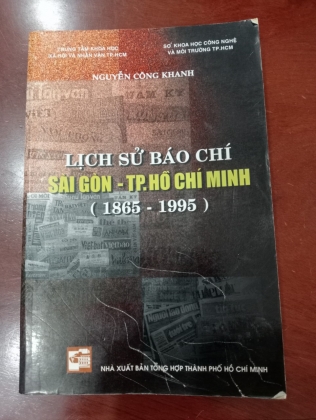 TRUNG TÂM KHOA HỌC
XÃ HỘI VÀ NHÂN VĂN TP.HCM
SỞ KHOA HỌC CÔNG NGHỆ
VÀ MÔI TRƯỜNG TP.HCM
NGUYỄN CÔNG KHANH
LỊCH SỬ BÁO CHÍ
SÀI GÒN - TP. HỒ CHÍ MINH
( 1865 - 1995 )
NHÀ XUẤT BẢN TỔNG HỢP THÀNH PHỐ HỒ CHÍ MINH